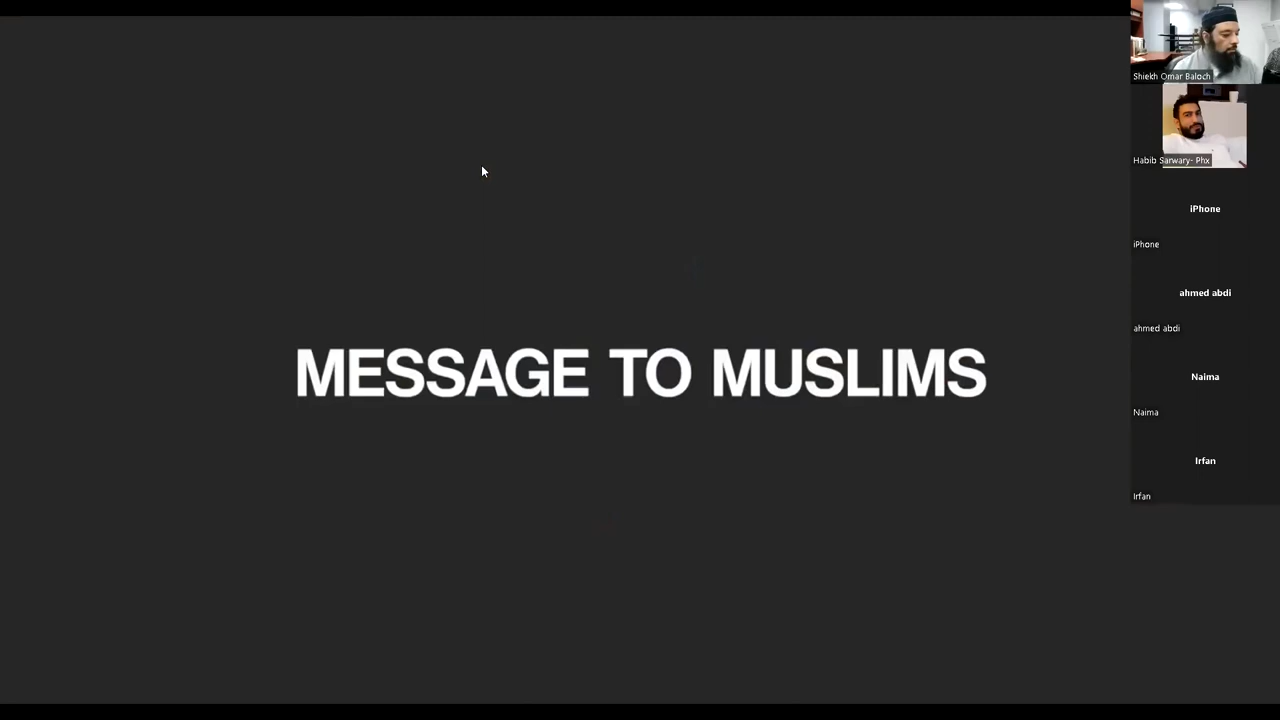 MESSAGE TO MUSLIMS
Shiekh Omar Baloch
Habib Sarwary- Phx
iPhone
iPhone
ahmed abdi
ahmed abdi
Naima
Naima
Irfan
Irfan